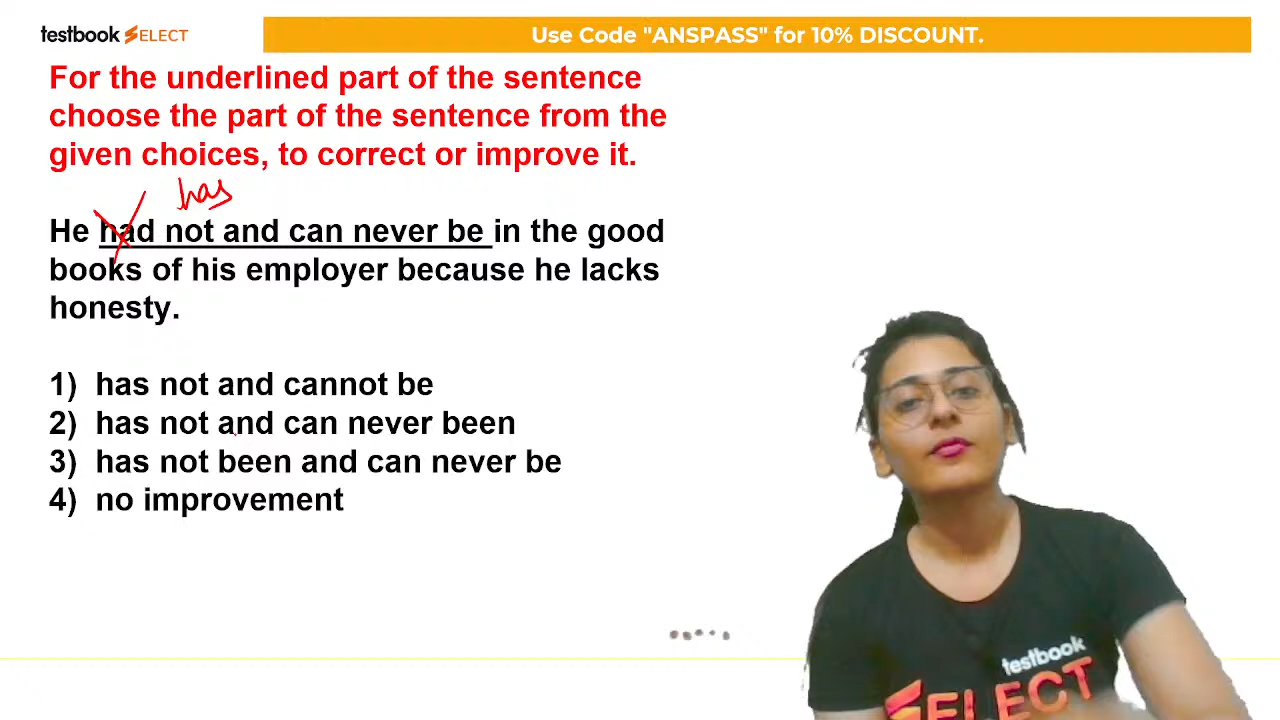 testbook SELECT
Use Code "ANSPASS" for 10% DISCOUNT.
For the underlined part of the sentence
choose the part of the sentence from the
given choices, to correct or improve it.
has
He had not and can never be in the good
books of his employer because he lacks
honesty.
1) has not and cannot be
2) has not and can never been
3) has not been and can never be
4) no improvement
testbook
SELECT